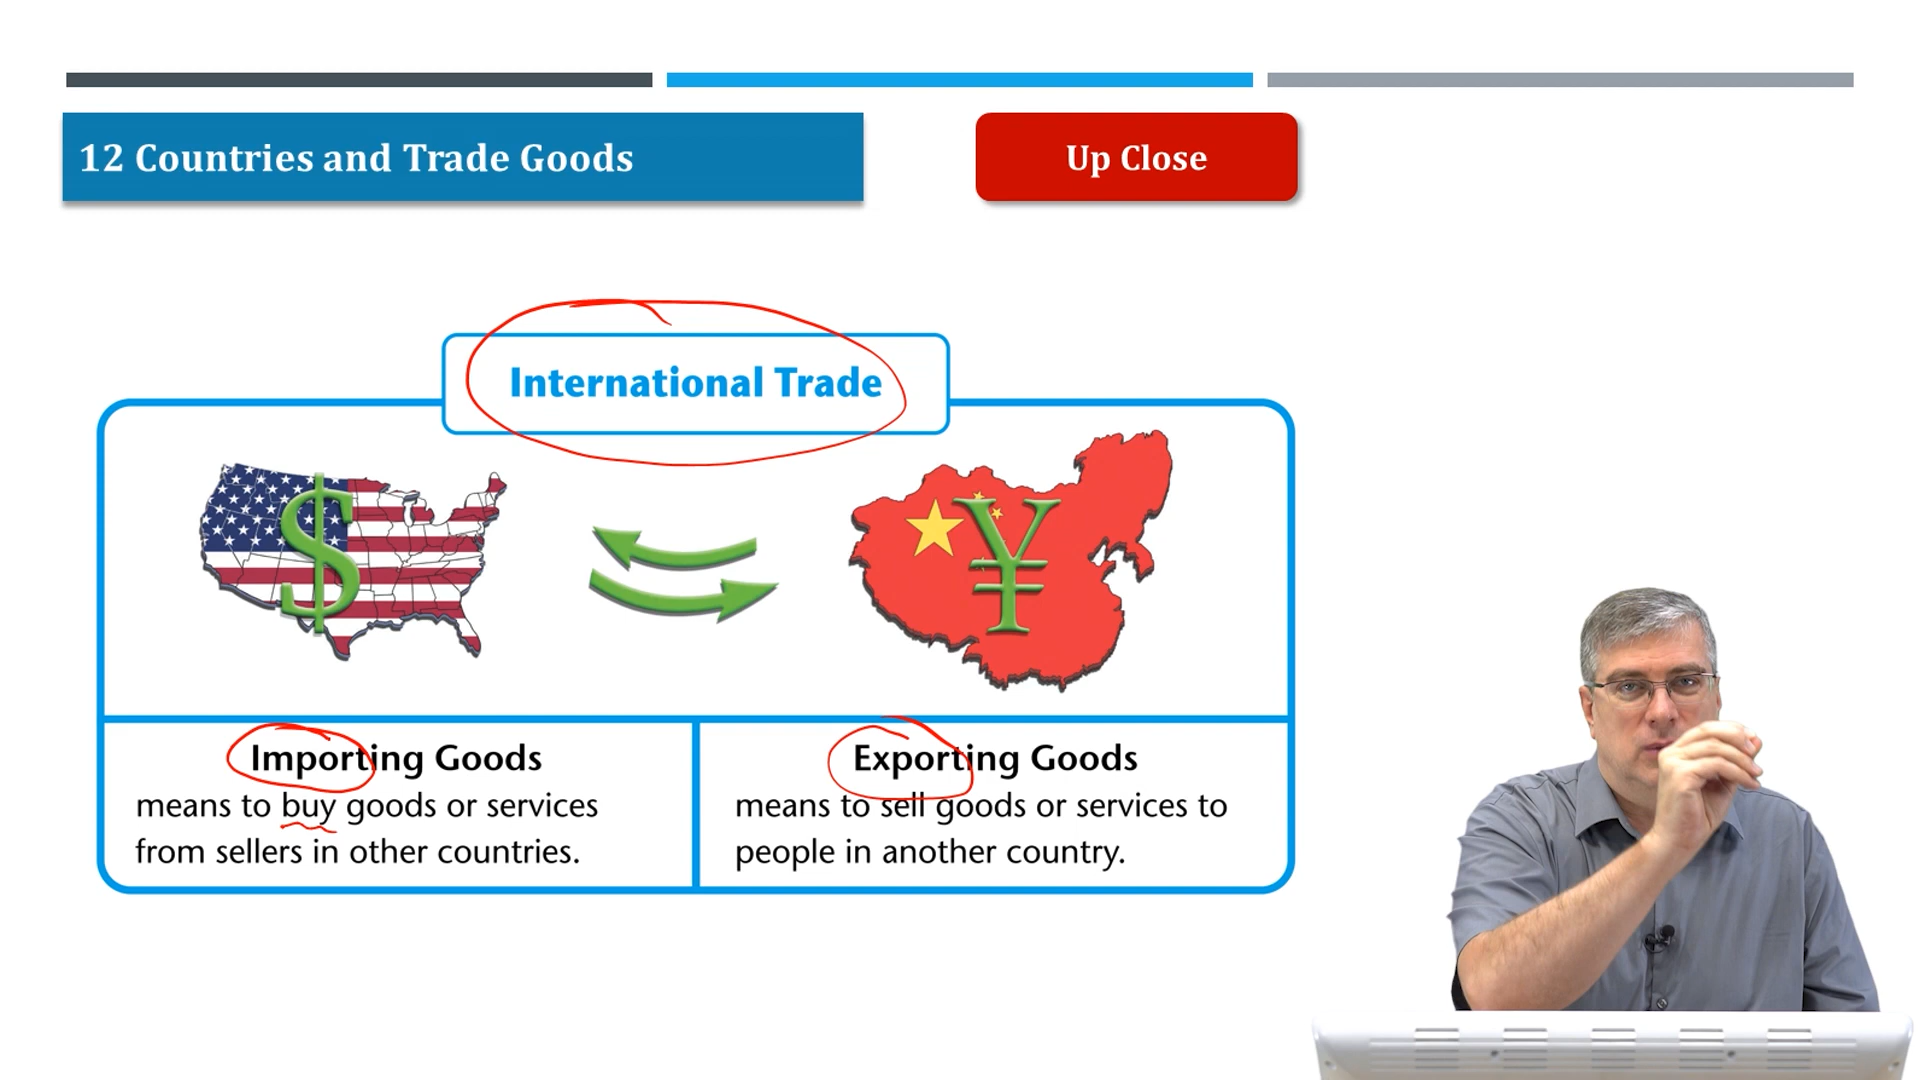 12 Countries and Trade Goods
Up Close
International Trade
$
¥
Importing Goods
means to buy goods or services
from sellers in other countries.
Exporting Goods
means to sell goods or services to
people in another country.